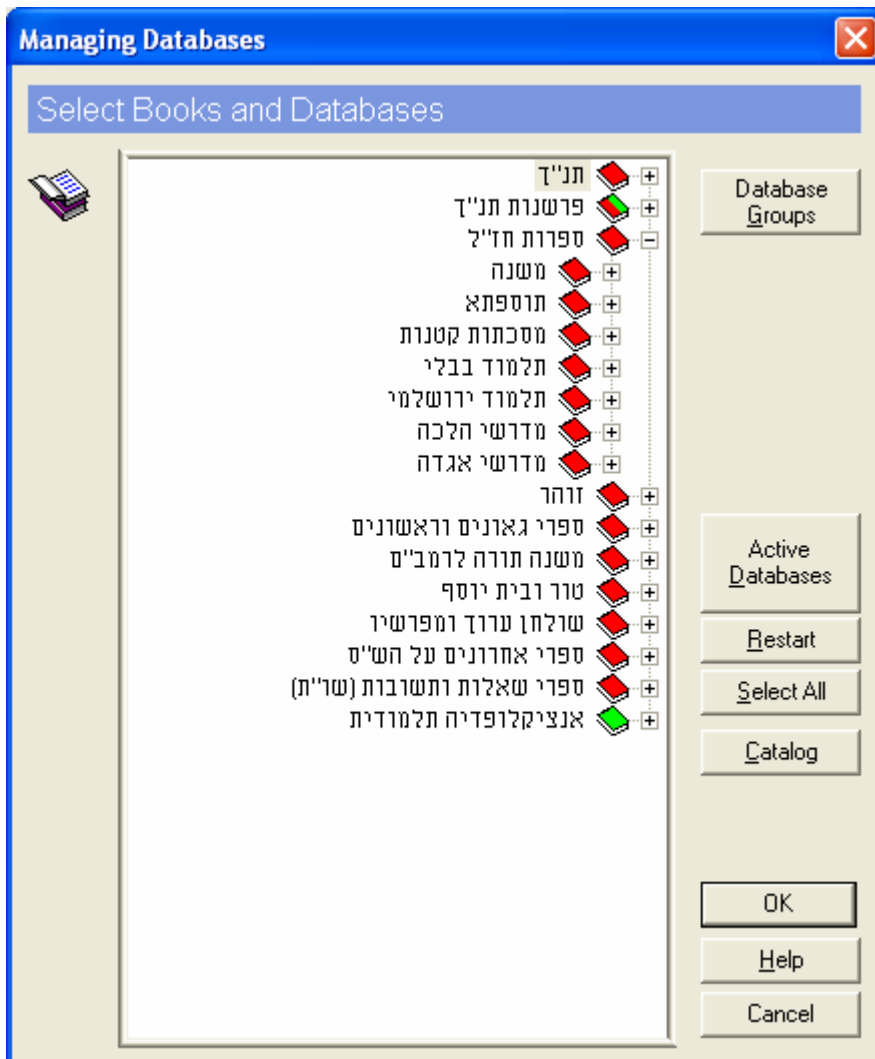 Managing Databases
Select Books and Databases
תנ"ך
פרשנות תנ"ך
ספרות חז"ל
משנה
תוספתא
מסכתות קטנות
תלמוד בבלי
תלמוד ירושלמי
מדרשי הלכה
מדרשי אגדה
זוהר
ספרי גאונים וראשונים
משנה תורה לרמב"ם
טור ובית יוסף
שולחן ערוך ומפרשיו
ספרי אחרונים על הש"ס
ספרי שאלות ותשובות (שו"ת)
אנציקלופדיה תלמודית
Database
Groups
Active
Databases
Restart
Select All
Catalog
OK
Help
Cancel